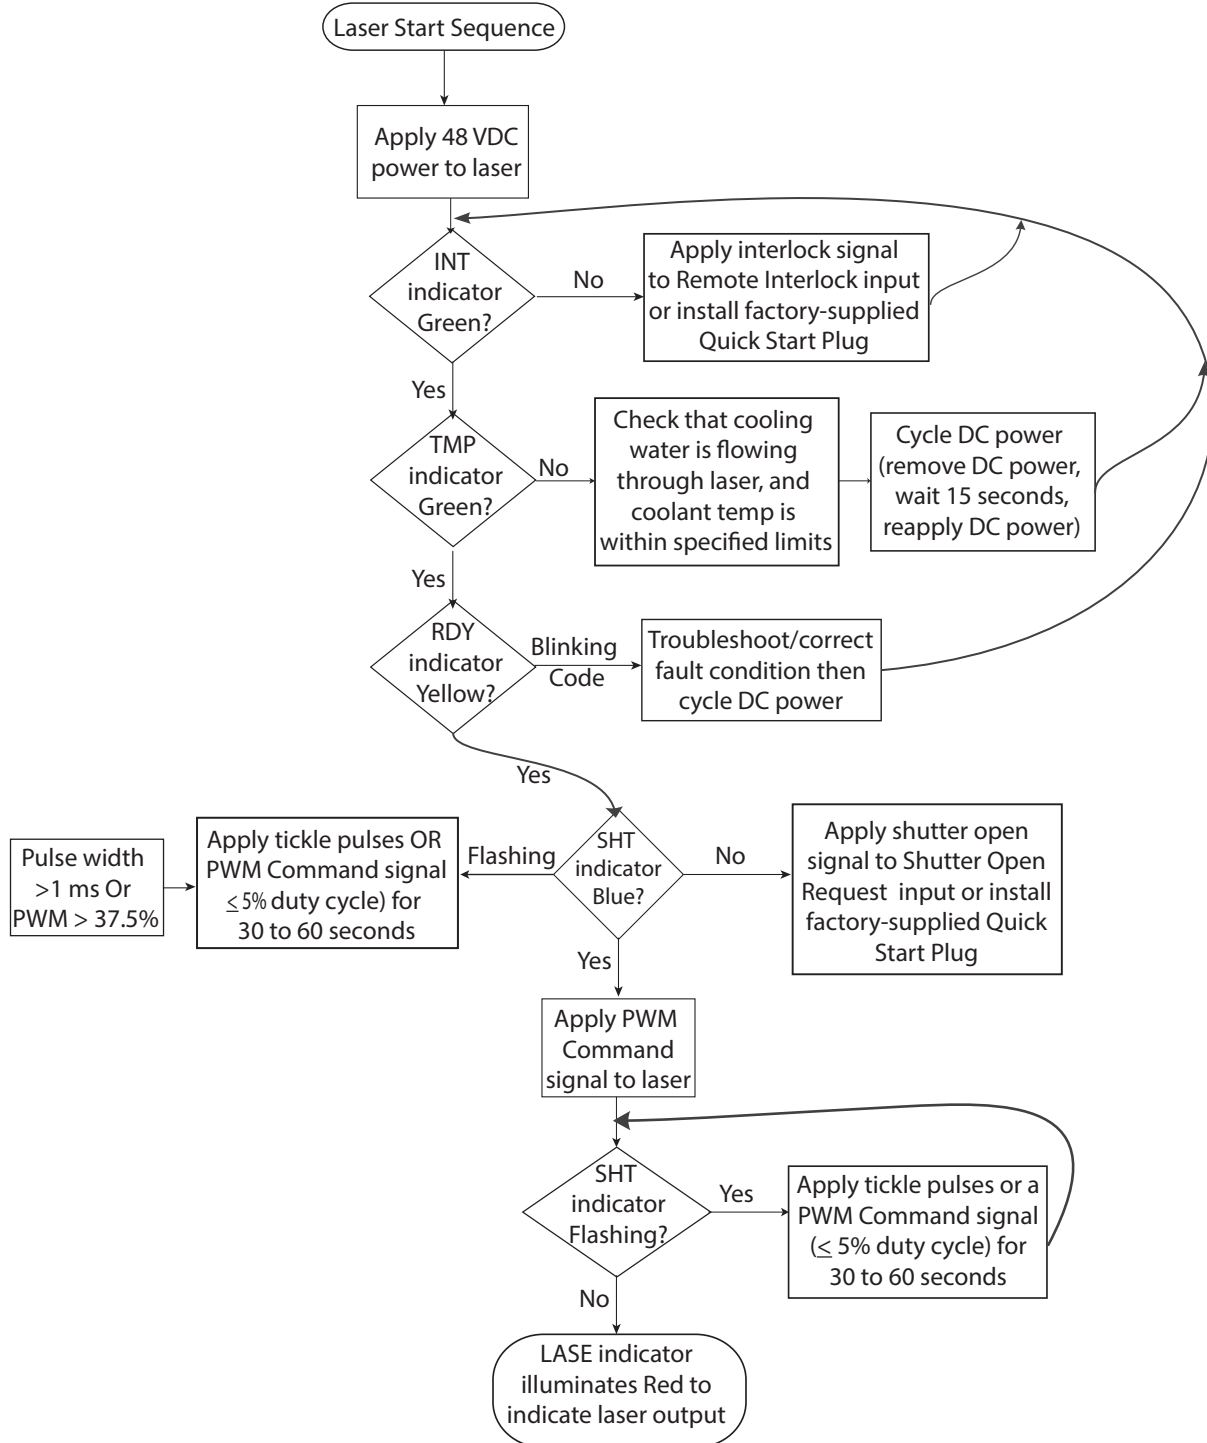 Laser Start Sequence
Apply 48 VDC
power to laser
INT
indicator
Green?
No
Apply interlock signal
to Remote Interlock input
or install factory-supplied
Quick Start Plug
Yes
TMP
indicator
Green?
No
Check that cooling
water is flowing
through laser, and
coolant temp is
within specified limits
Cycle DC power
(remove DC power,
wait 15 seconds,
reapply DC power)
Yes
RDY
indicator
Yellow?
Blinking
Code
Troubleshoot/correct
fault condition then
cycle DC power
Yes
Pulse width
>1 ms Or
PWM > 37.5%
Apply tickle pulses OR
PWM Command signal
≤ 5% duty cycle) for
30 to 60 seconds
Flashing
SHT
indicator
Blue?
No
Apply shutter open
signal to Shutter Open
Request input or install
factory-supplied Quick
Start Plug
Yes
Apply PWM
Command
signal to laser
SHT
indicator
Flashing?
Yes
Apply tickle pulses or a
PWM Command signal
(≤ 5% duty cycle) for
30 to 60 seconds
No
LASE indicator
illuminates Red to
indicate laser output